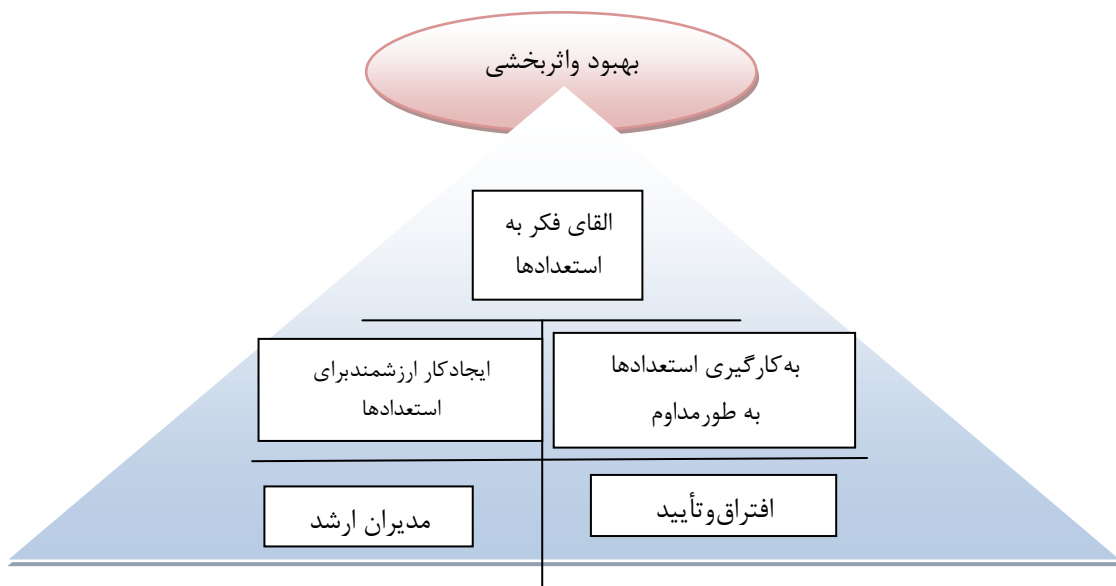 بهبود واثربخشی
القای فکر به
استعدادها
به‌کارگیری استعدادها
به طورمداوم
ایجادکار ارزشمندبرای
استعدادها
افتراق‌وتأیید
مدیران ارشد